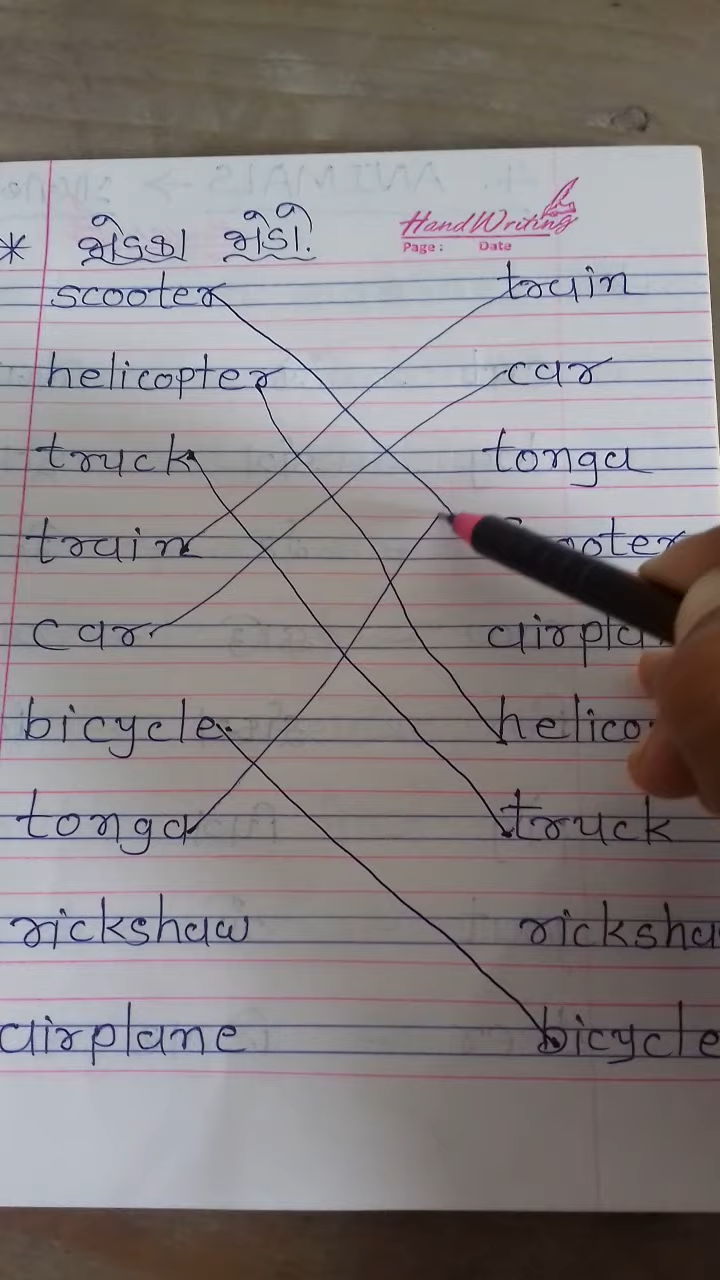 * જોડકા જોડો.
HandWriting
Page : Date
scooter train
helicopter car
truck tonga
train
car
bicycle
tonga truck
rickshaw
airplane bicycle